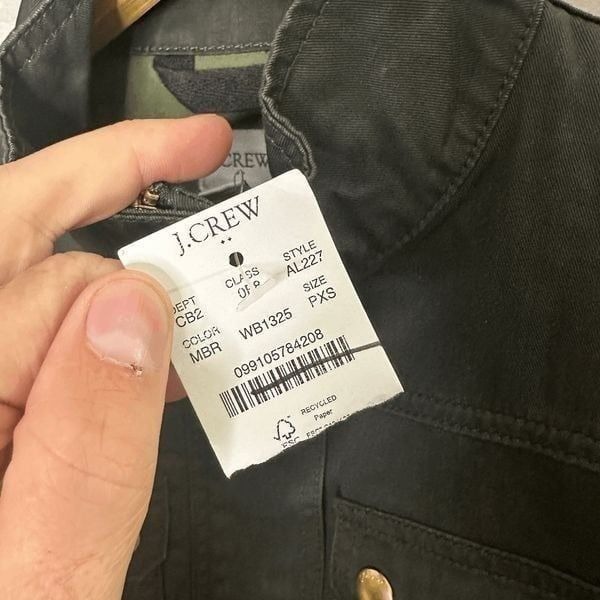 CREW
J.CREW
DEPT CLASS STYLE
CB2 AL227
COLOR WB1325 SIZE
MBR PXS
099105784208
RECYCLED
Paper
FSC